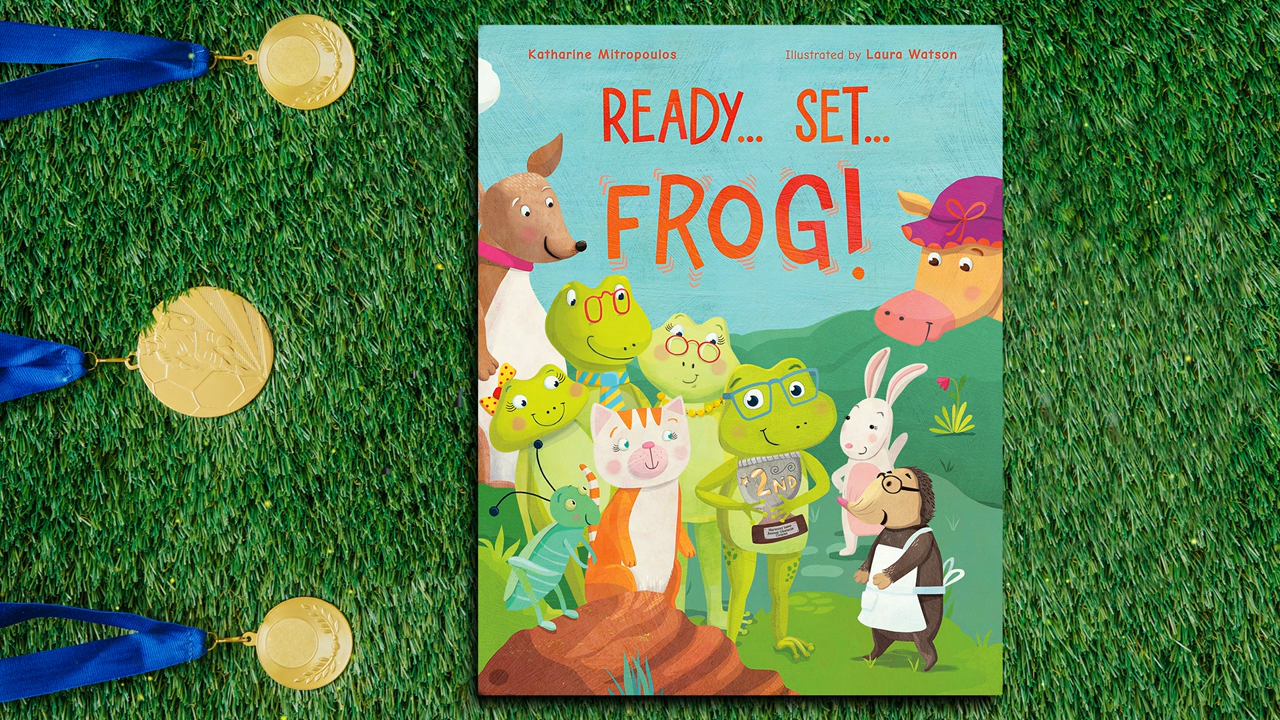 Katharine Mitropoulos
Illustrated by Laura Watson
READY... SET...
FROG!
2ND